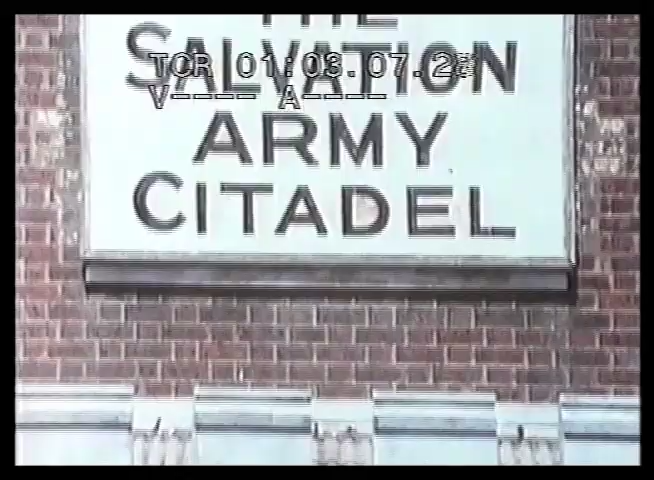 THE
SALVATION
TCR 01:03.07.2
V---- A----
ARMY
CITADEL